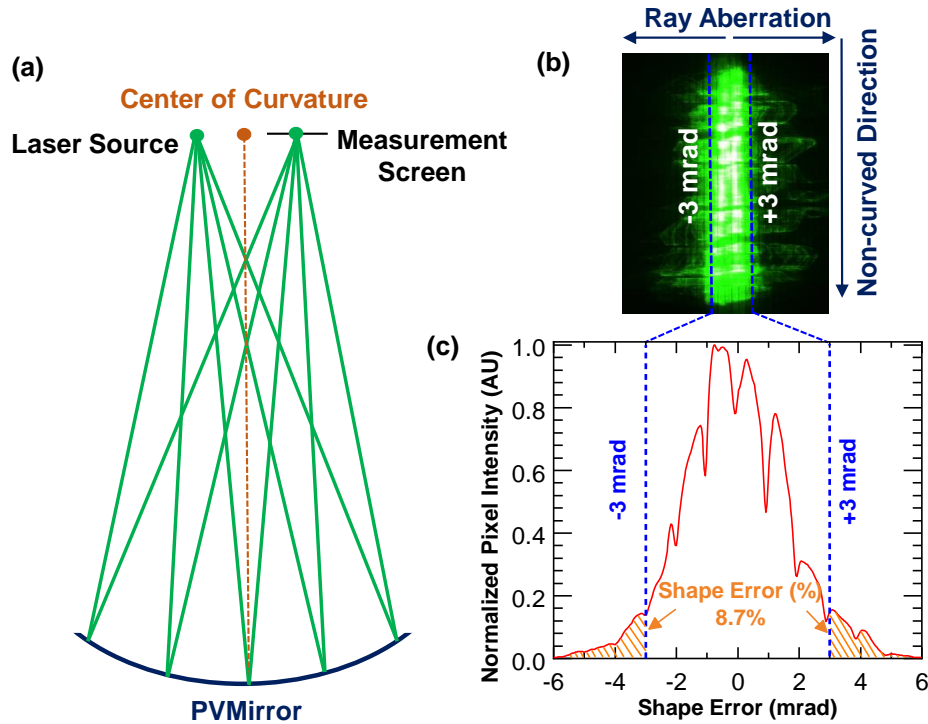 (a)
Center of Curvature
Laser Source
Measurement
Screen
PVMirror
Ray Aberration
(b)
-3 mrad
+3 mrad
Non-curved Direction
(c)
Normalized Pixel Intensity (AU)
1.0
0.8
0.6
0.4
0.2
0.0
-3 mrad
+3 mrad
Shape Error (%)
8.7%
-6 -4 -2 0 2 4 6
Shape Error (mrad)